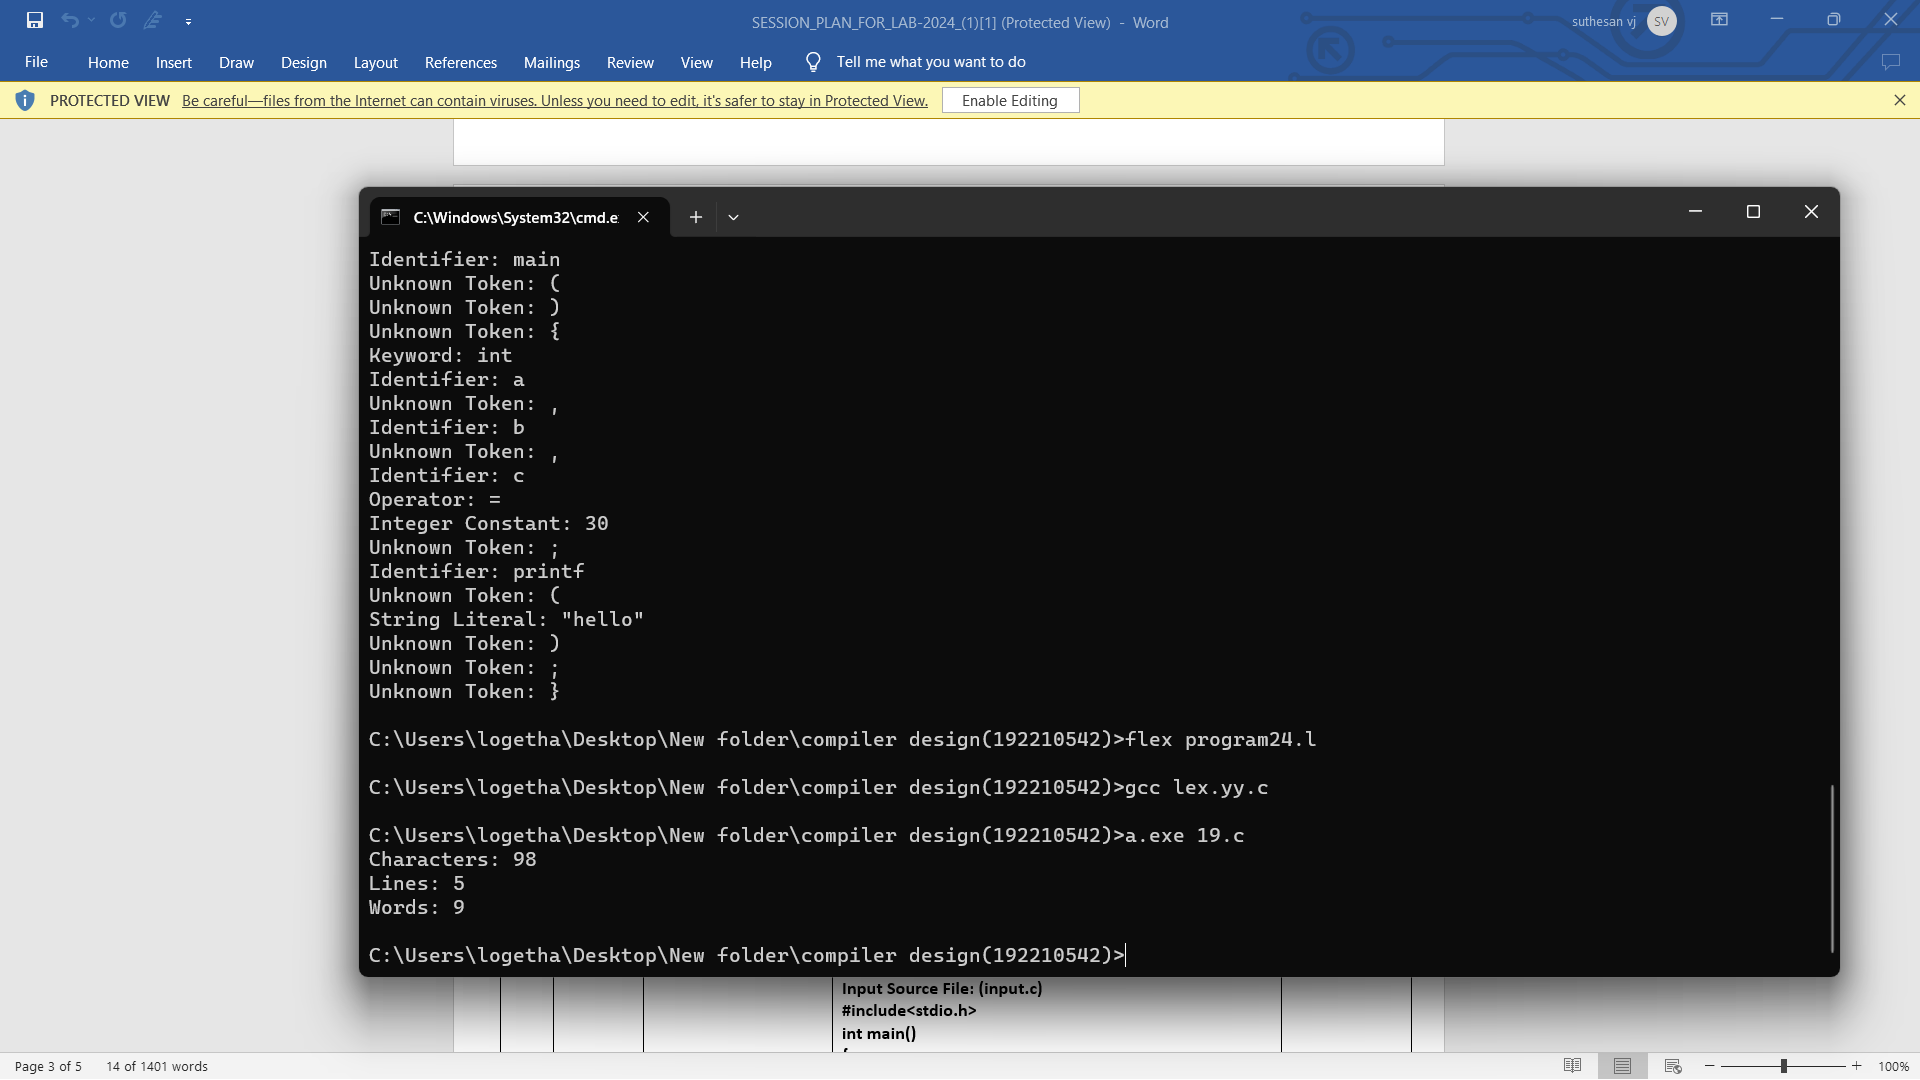 SESSION_PLAN_FOR_LAB-2024_(1)[1] (Protected View) - Word
suthesan vj SV
File Home Insert Draw Design Layout References Mailings Review View Help Tell me what you want to do
PROTECTED VIEW Be careful—files from the Internet can contain viruses. Unless you need to edit, it's safer to stay in Protected View. Enable Editing
C:\Windows\System32\cmd.e
Identifier: main
Unknown Token: (
Unknown Token: )
Unknown Token: {
Keyword: int
Identifier: a
Unknown Token: ,
Identifier: b
Unknown Token: ,
Identifier: c
Operator: =
Integer Constant: 30
Unknown Token: ;
Identifier: printf
Unknown Token: (
String Literal: "hello"
Unknown Token: )
Unknown Token: ;
Unknown Token: }
C:\Users\logetha\Desktop\New folder\compiler design(192210542)>flex program24.l
C:\Users\logetha\Desktop\New folder\compiler design(192210542)>gcc lex.yy.c
C:\Users\logetha\Desktop\New folder\compiler design(192210542)>a.exe 19.c
Characters: 98
Lines: 5
Words: 9
C:\Users\logetha\Desktop\New folder\compiler design(192210542)>
Input Source File: (input.c)
#include<stdio.h>
int main()
{
Page 3 of 5 14 of 1401 words 100%